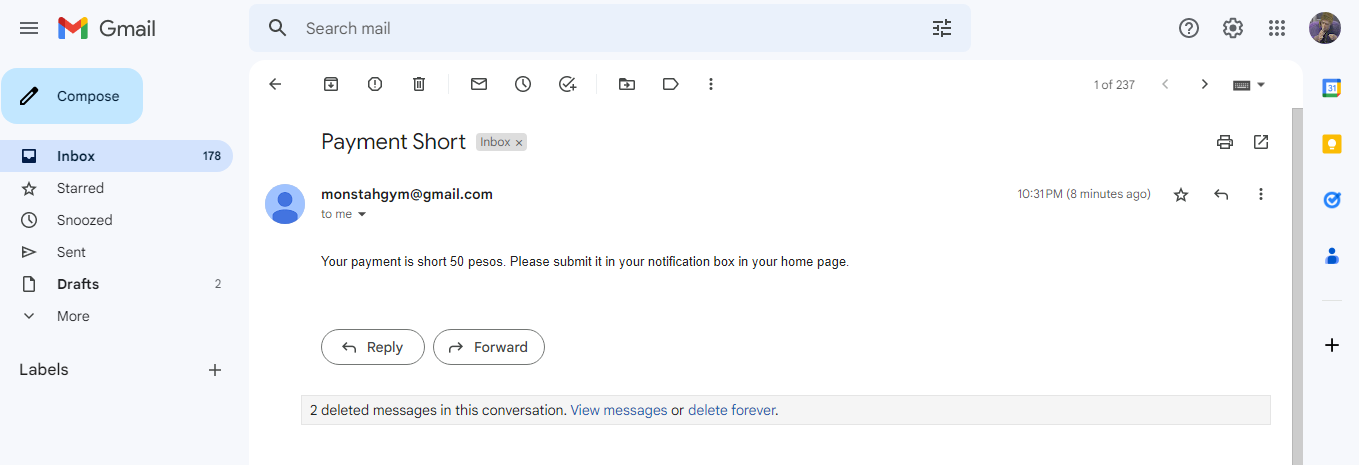 Gmail
Search mail
Compose
1 of 237
Inbox 178
Starred
Snoozed
Sent
Drafts 2
More
Labels
Payment Short Inbox ×
monstahgym@gmail.com 10:31 PM (8 minutes ago)
to me
Your payment is short 50 pesos. Please submit it in your notification box in your home page.
Reply Forward
2 deleted messages in this conversation. View messages or delete forever.
31